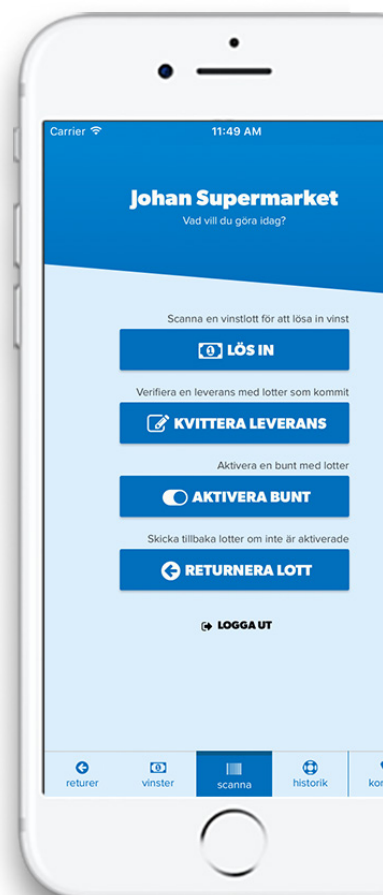 Carrier 11:49 AM
Johan Supermarket
Vad vill du göra idag?
Scanna en vinstlott för att lösa in vinst
LÖS IN
Verifiera en leverans med lotter som kommit
KVITTERA LEVERANS
Aktivera en bunt med lotter
AKTIVERA BUNT
Skicka tillbaka lotter om inte är aktiverade
RETURNERA LOTT
LOGGA UT
returer vinster scanna historik